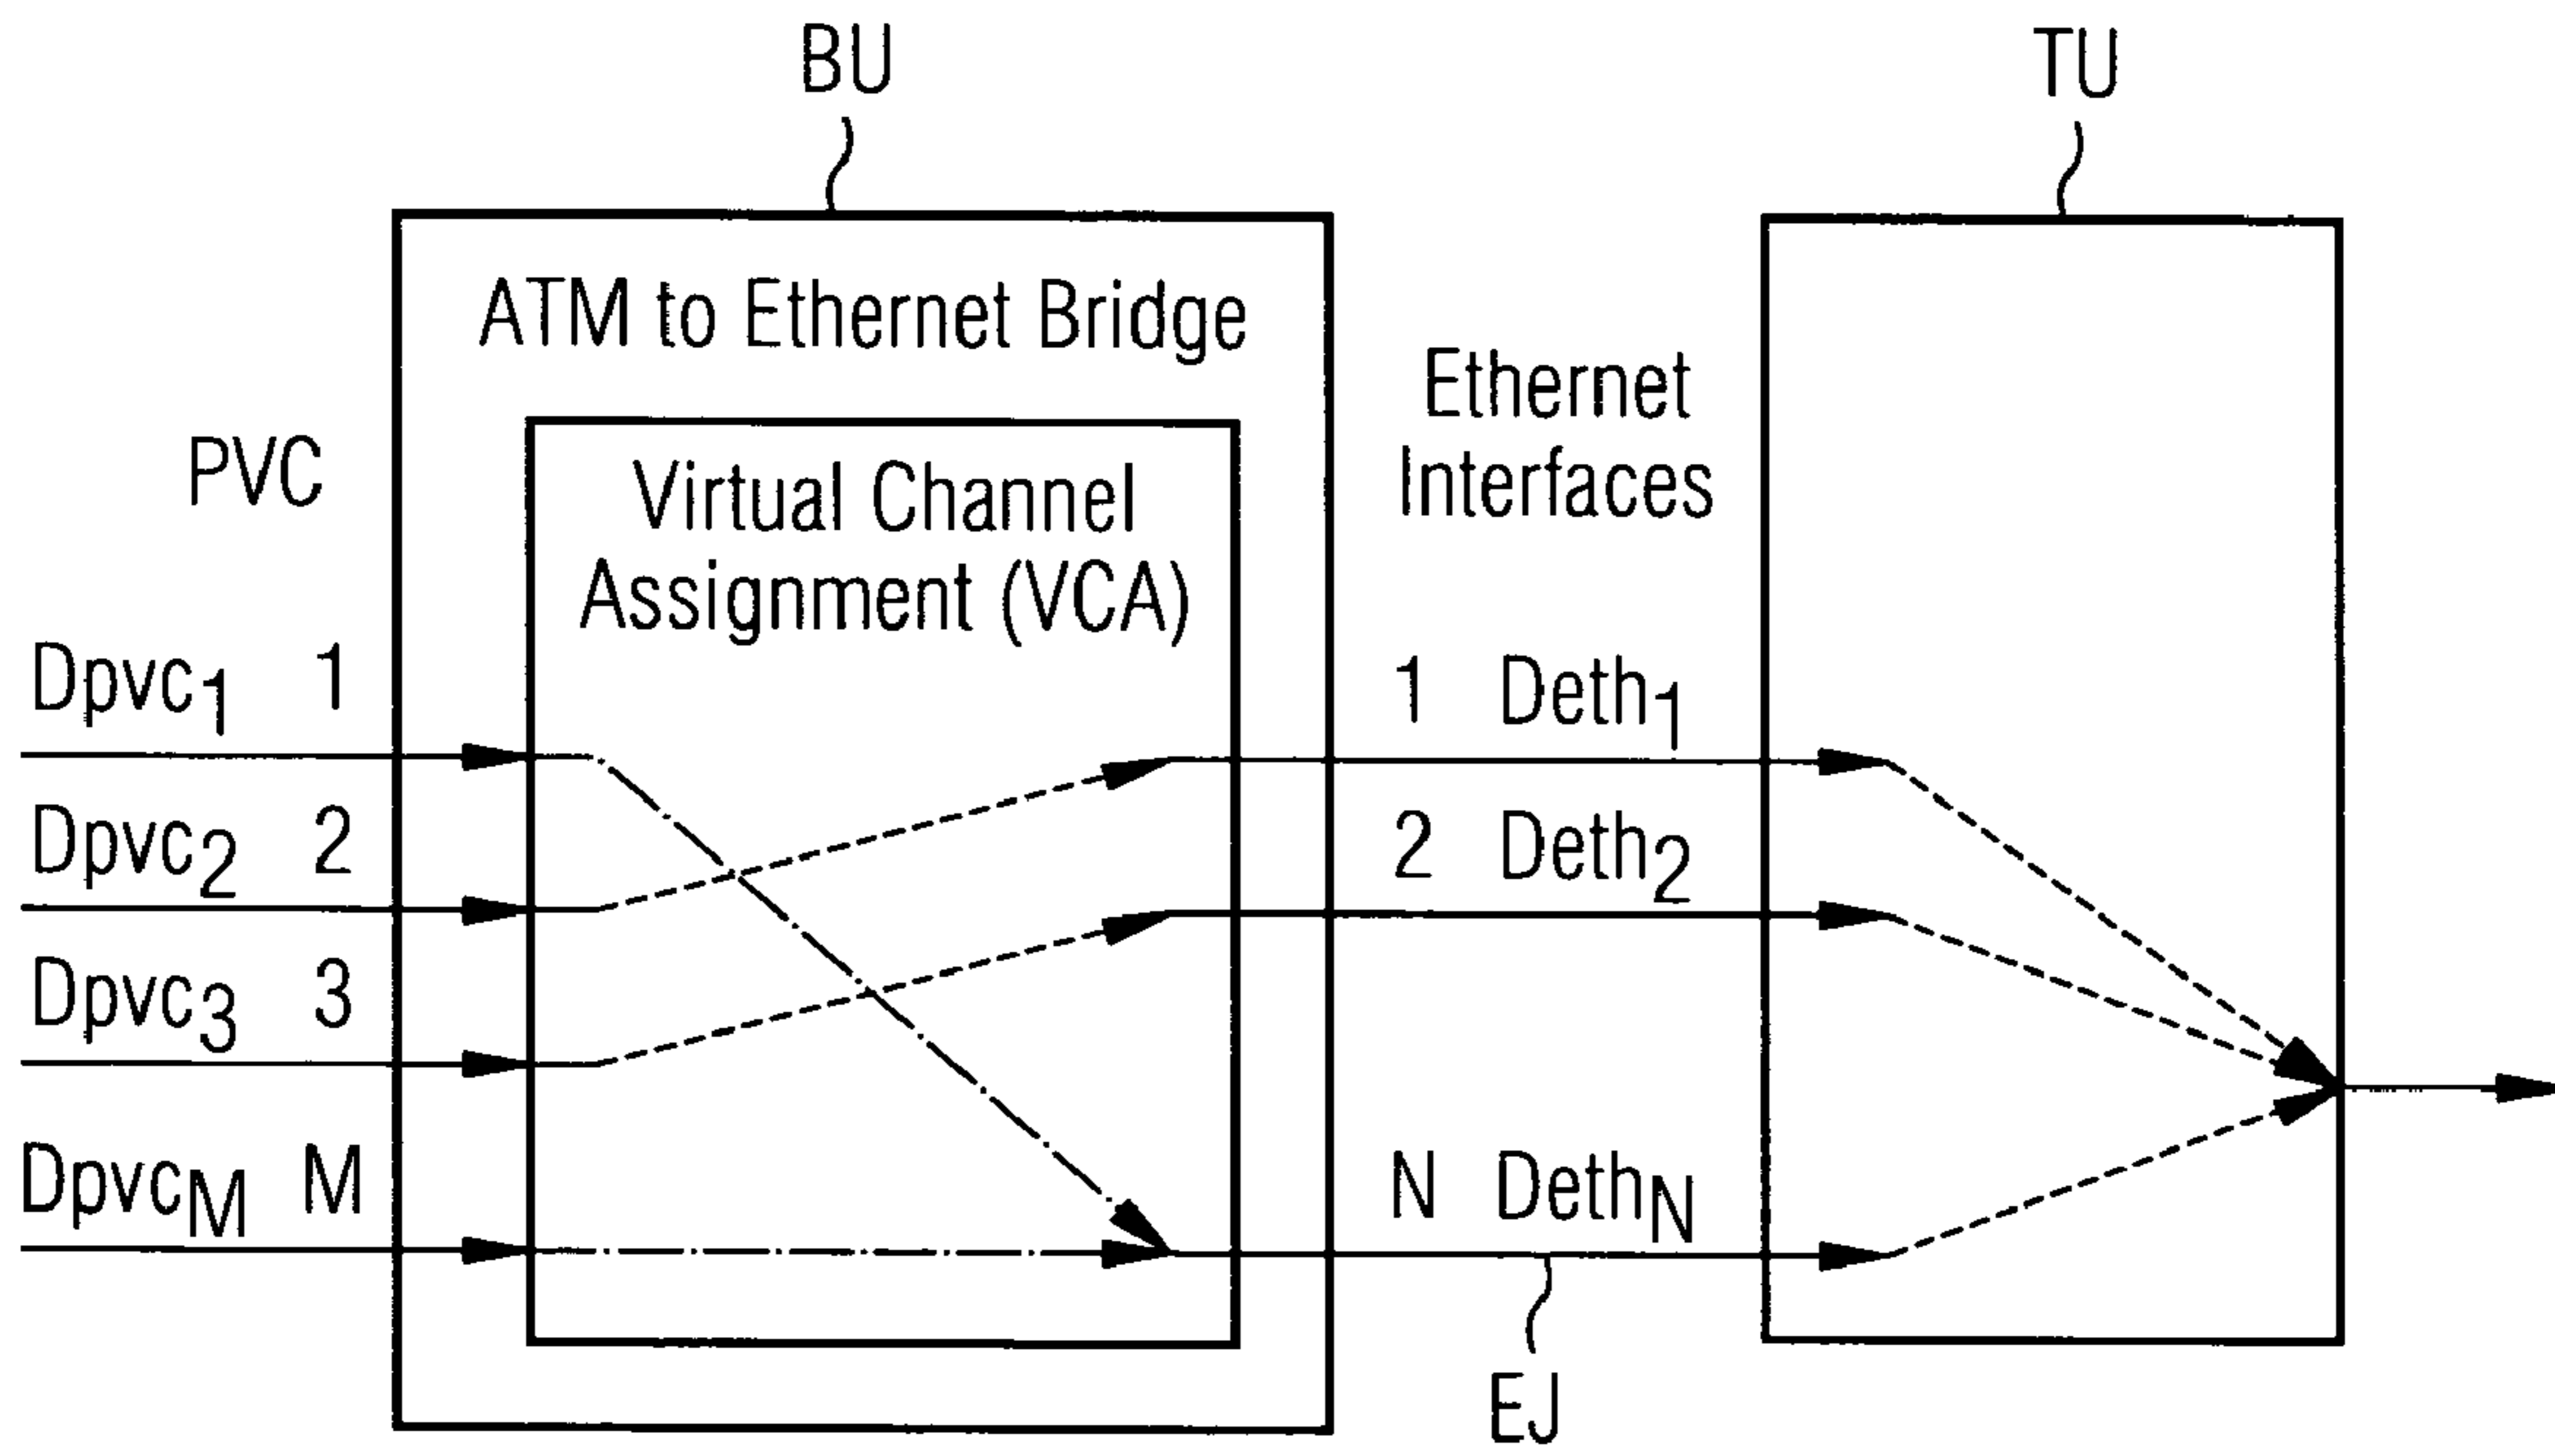 BU
TU
ATM to Ethernet Bridge
Ethernet
Interfaces
PVC
Virtual Channel
Assignment (VCA)
Dpvc1 1
1 Deth1
Dpvc2 2
2 Deth2
Dpvc3 3
DpvcM M
N DethN
EJ